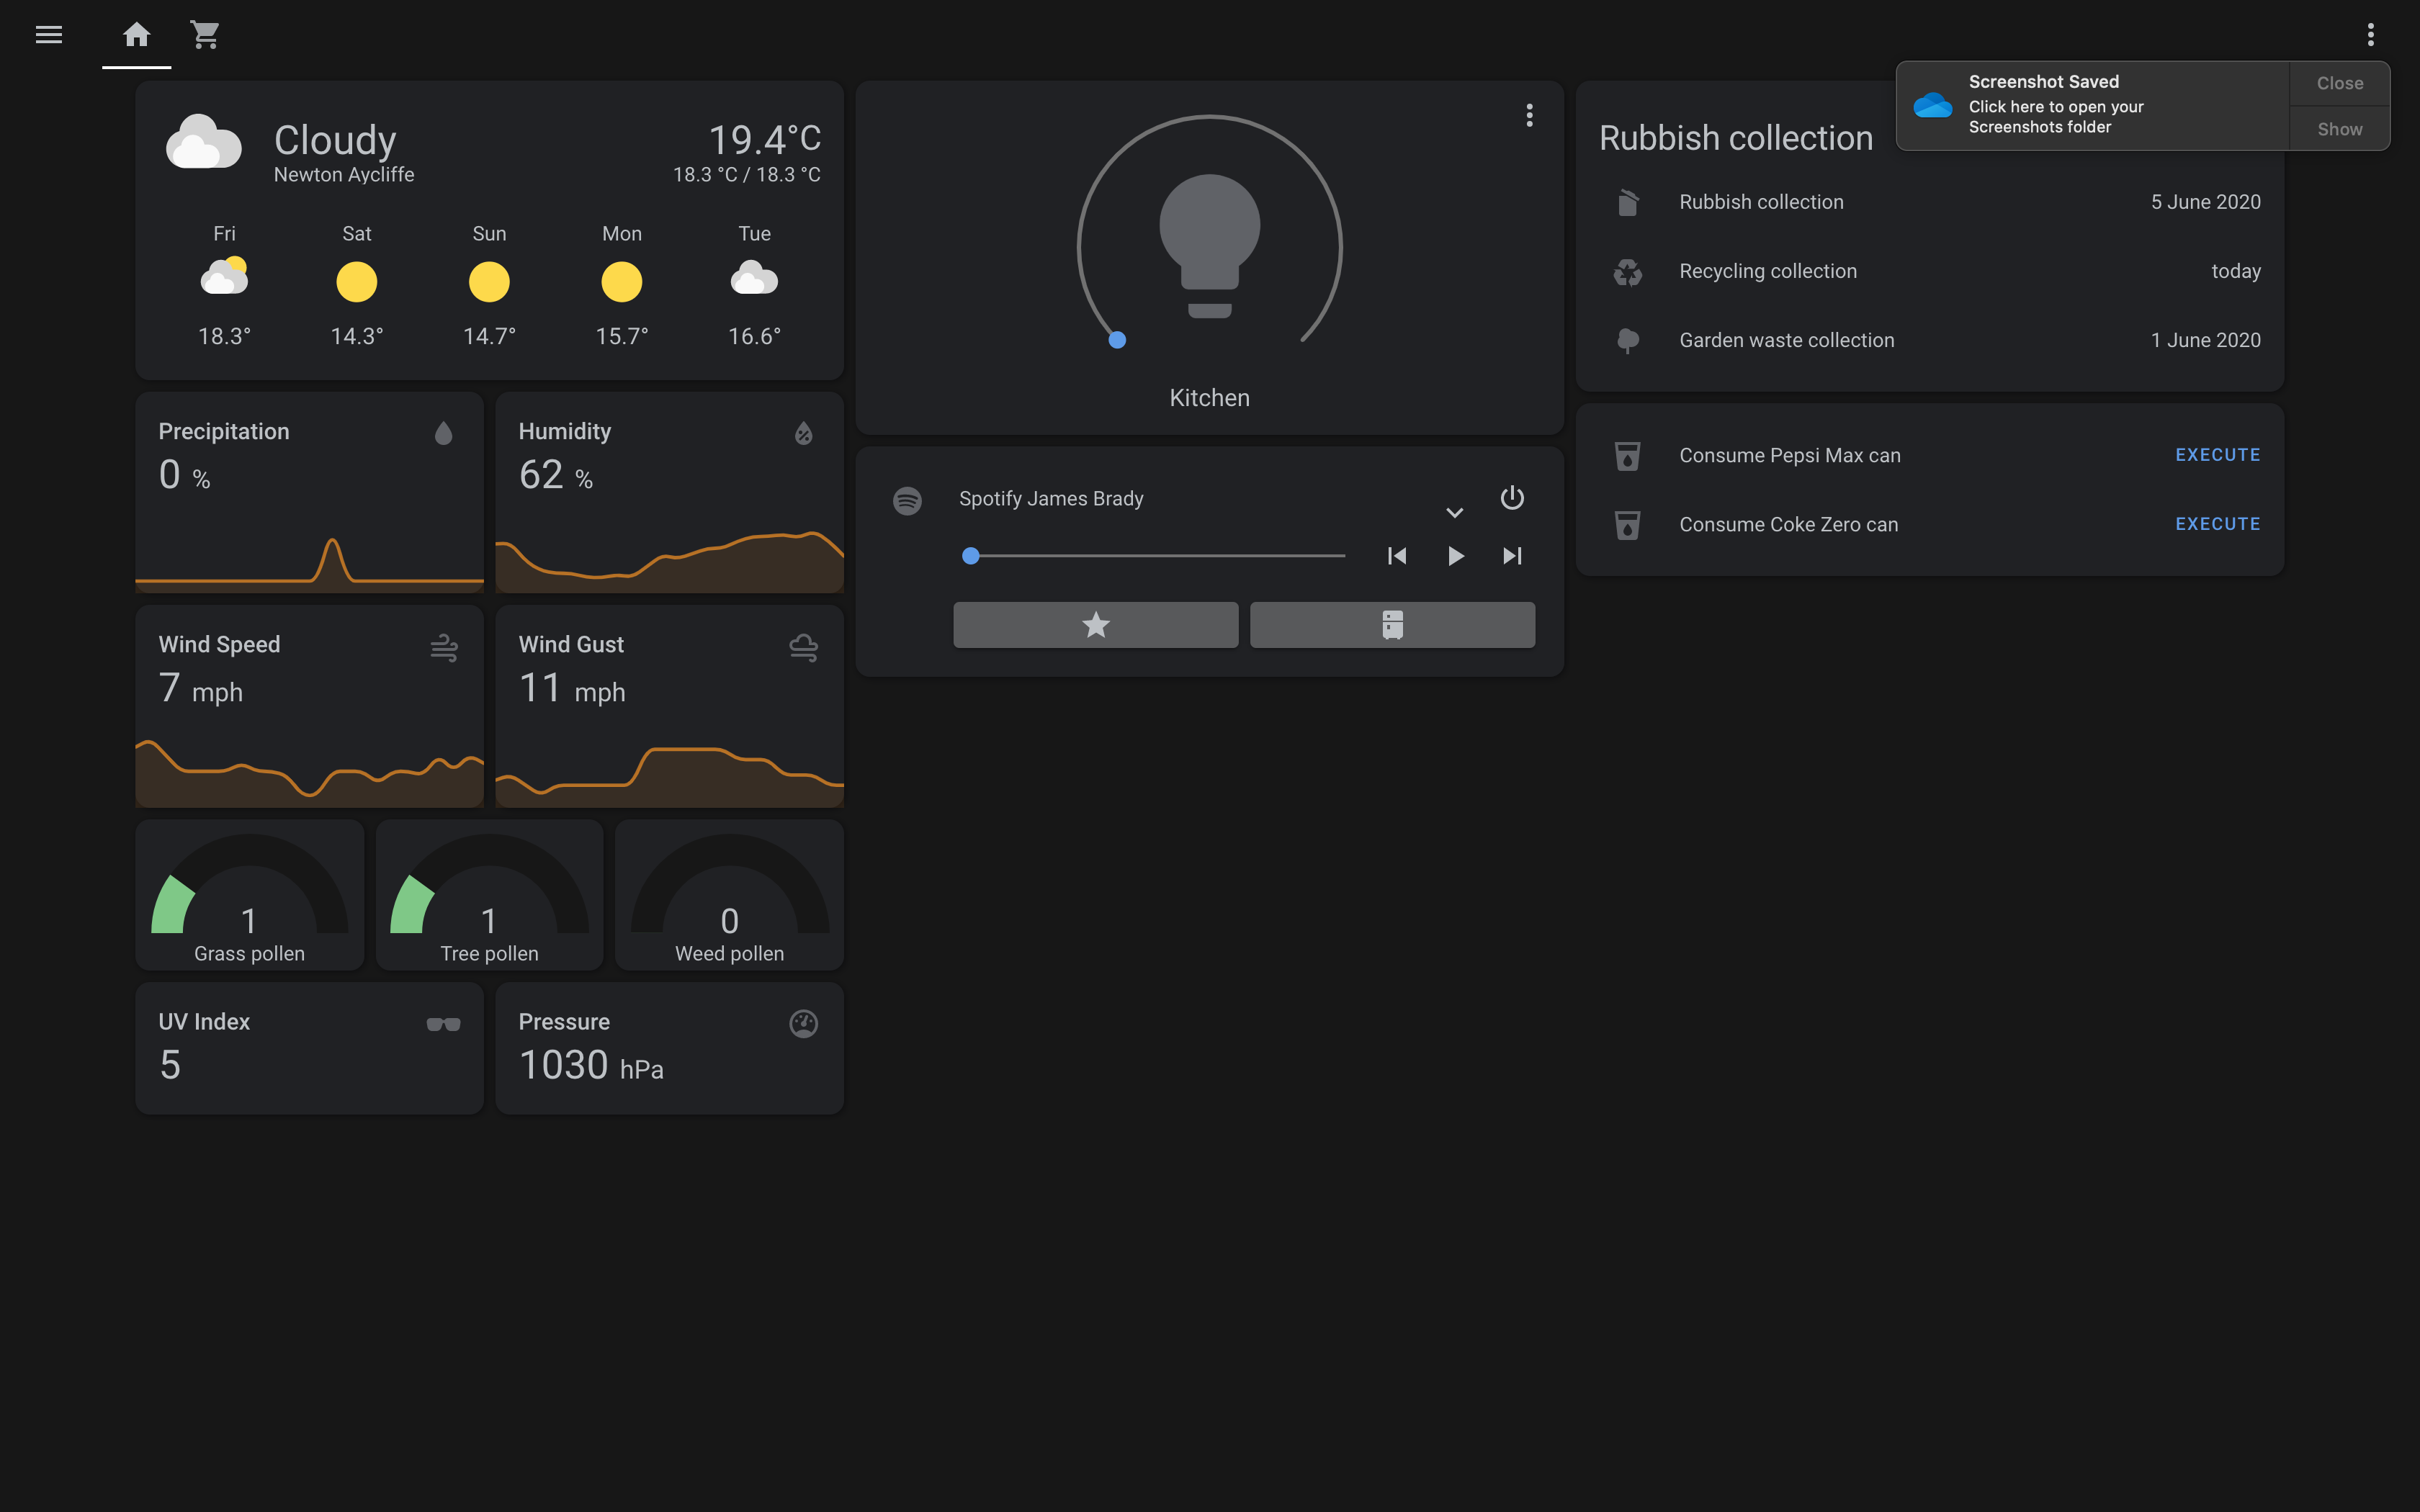 Screenshot Saved
Click here to open your
Screenshots folder
Close
Show
Cloudy
Newton Aycliffe
19.4°C
18.3 °C / 18.3 °C
Fri Sat Sun Mon Tue
18.3° 14.3° 14.7° 15.7° 16.6°
Precipitation
0 %
Humidity
62 %
Wind Speed
7 mph
Wind Gust
11 mph
1
Grass pollen
1
Tree pollen
0
Weed pollen
UV Index
5
Pressure
1030 hPa
Kitchen
Spotify James Brady
Rubbish collection
Rubbish collection 5 June 2020
Recycling collection today
Garden waste collection 1 June 2020
Consume Pepsi Max can EXECUTE
Consume Coke Zero can EXECUTE